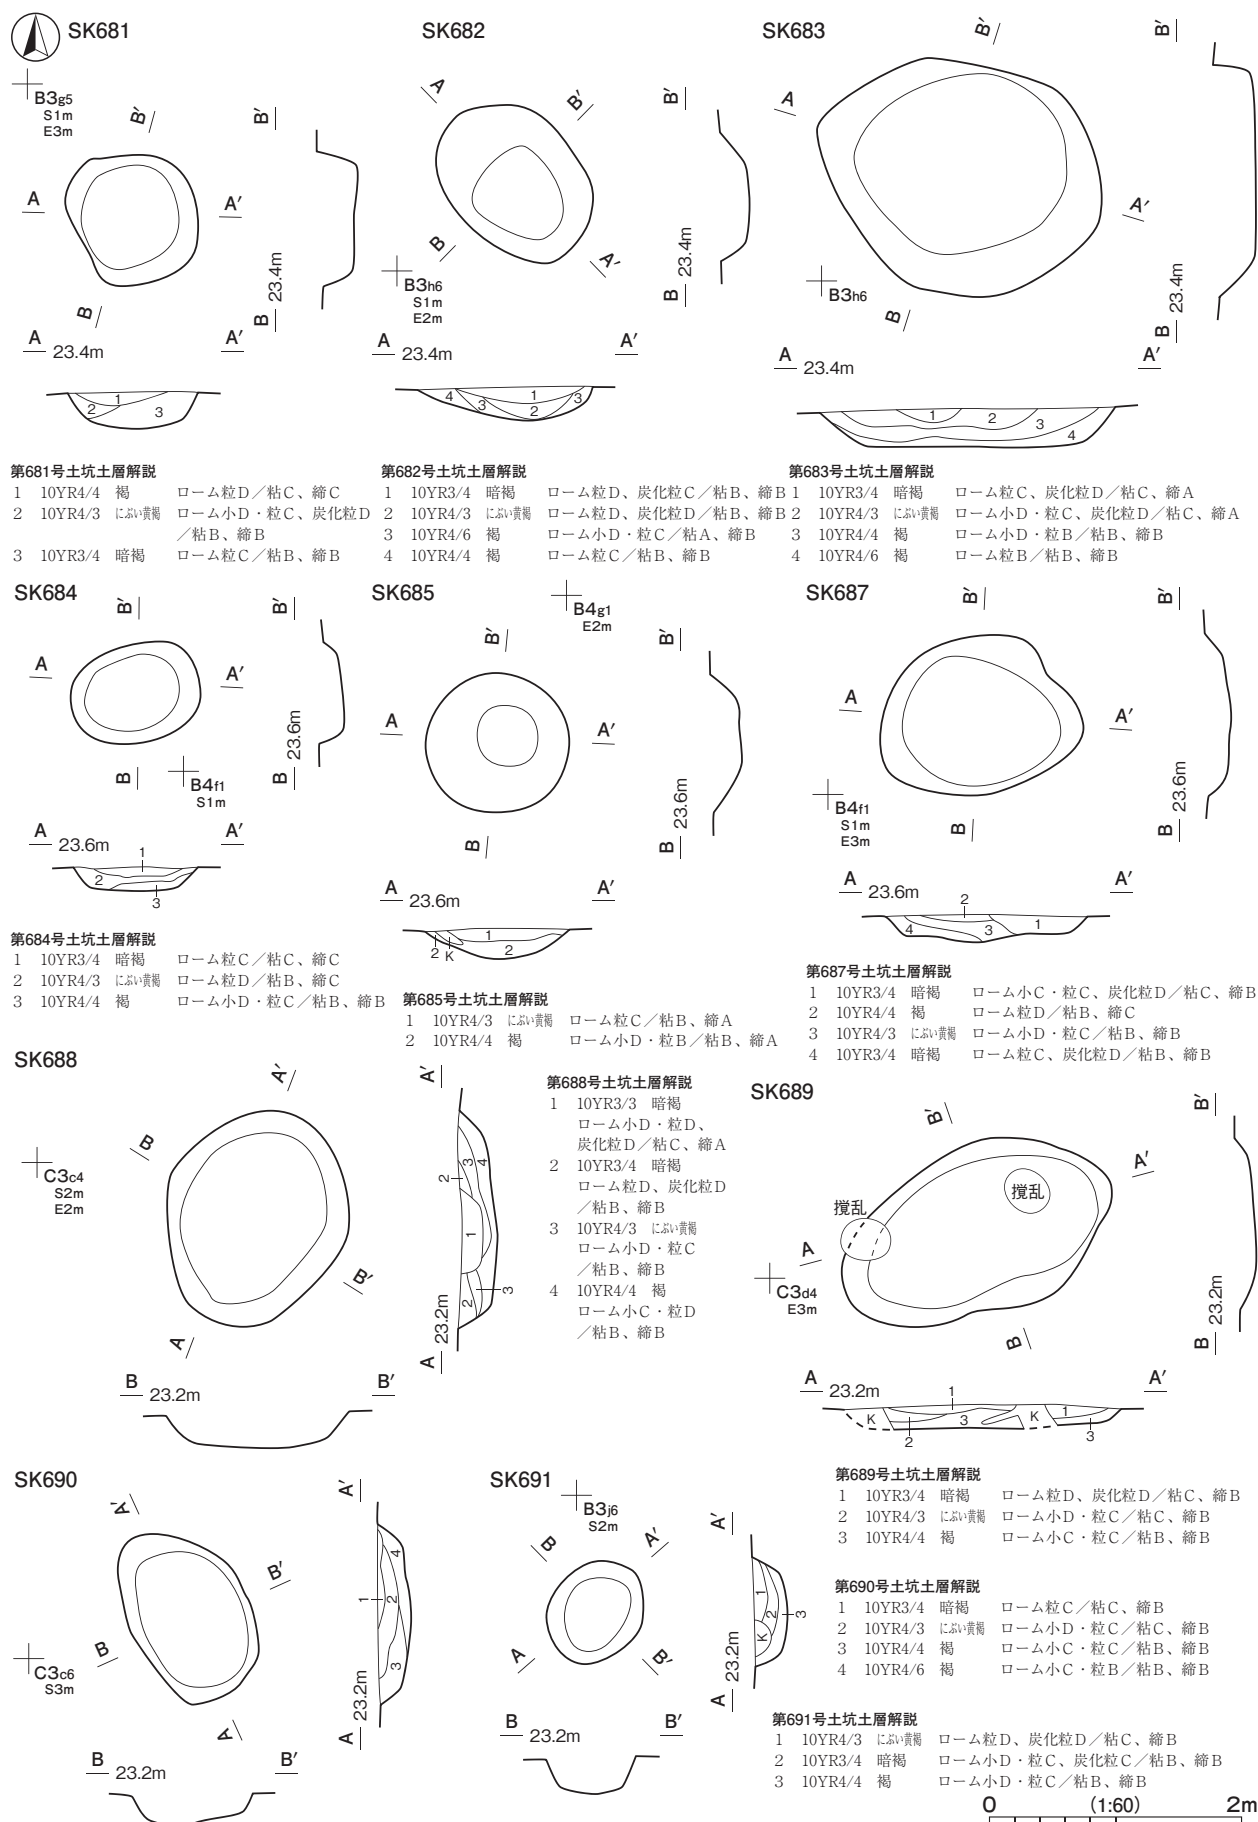 SK681
B3g5
S1m
E3m
B′
A
A′
B
B′
B 23.4m
A 23.4m A′
1
2
3
SK682
A
B′
B
A′
B3h6
S1m
E2m
B′
B 23.4m
A 23.4m A′
4
3
1
2
3
SK683
B′
A
A′
B
B3h6
B′
B 23.4m
A 23.4m A′
1
2
3
4
第681号土坑土層解説
1 10YR4/4 褐 ローム粒D/粘C、締C
2 10YR4/3 にぶい黄褐 ローム小D・粒C、炭化粒D
/粘B、締B
3 10YR3/4 暗褐 ローム粒C/粘B、締B
第682号土坑土層解説
1 10YR3/4 暗褐 ローム粒D、炭化粒C/粘B、締B
2 10YR4/3 にぶい黄褐 ローム粒D、炭化粒D/粘B、締B
3 10YR4/6 褐 ローム小D・粒C/粘A、締B
4 10YR4/4 褐 ローム粒C/粘B、締B
第683号土坑土層解説
1 10YR3/4 暗褐 ローム粒C、炭化粒D/粘C、締A
2 10YR4/3 にぶい黄褐 ローム小D・粒C、炭化粒D/粘C、締A
3 10YR4/4 褐 ローム小D・粒B/粘B、締B
4 10YR4/6 褐 ローム粒B/粘B、締B
SK684
B′
A
A′
B
B4f1
S1m
B′
B 23.6m
A 23.6m A′
1
2
3
第684号土坑土層解説
1 10YR3/4 暗褐 ローム粒C/粘C、締C
2 10YR4/3 にぶい黄褐 ローム粒D/粘B、締C
3 10YR4/4 褐 ローム小D・粒C/粘B、締B
SK685
B4g1
E2m
B′
A
A′
B
B′
B 23.6m
A 23.6m A′
1
2 K
2
第685号土坑土層解説
1 10YR4/3 にぶい黄褐 ローム粒C/粘B、締A
2 10YR4/4 褐 ローム小D・粒B/粘B、締A
SK687
B′
A
A′
B
B4f1
S1m
E3m
B′
B 23.6m
A 23.6m A′
2
4
3
1
第687号土坑土層解説
1 10YR3/4 暗褐 ローム小C・粒C、炭化粒D/粘C、締B
2 10YR4/4 褐 ローム粒D/粘B、締C
3 10YR4/3 にぶい黄褐 ローム小D・粒C/粘B、締B
4 10YR3/4 暗褐 ローム粒C、炭化粒D/粘B、締B
SK688
A′
B
C3c4
S2m
E2m
B′
A
A′
A 23.2m
2
3
4
1
2
3
B 23.2m B′
第688号土坑土層解説
1 10YR3/3 暗褐
ローム小D・粒D、
炭化粒D/粘C、締A
2 10YR3/4 暗褐
ローム粒D、炭化粒D
/粘B、締B
3 10YR4/3 にぶい黄褐
ローム小D・粒C
/粘B、締B
4 10YR4/4 褐
ローム小C・粒D
/粘B、締B
SK689
B′
A′
撹乱
撹乱
A
C3d4
E3m
B
B′
B 23.2m
A 23.2m A′
1
K
2
3
K
1
3
第689号土坑土層解説
1 10YR3/4 暗褐 ローム粒D、炭化粒D/粘C、締B
2 10YR4/3 にぶい黄褐 ローム小D・粒C/粘C、締B
3 10YR4/4 褐 ローム小C・粒C/粘B、締B
SK690
A′
B′
B
C3c6
S3m
A
A′
A 23.2m
4
1
2
3
B 23.2m B′
第690号土坑土層解説
1 10YR3/4 暗褐 ローム粒C/粘C、締B
2 10YR4/3 にぶい黄褐 ローム小D・粒C/粘C、締B
3 10YR4/4 褐 ローム小C・粒C/粘B、締B
4 10YR4/6 褐 ローム小C・粒B/粘B、締B
SK691
B3j6
S2m
B
A′
A
B′
A′
A 23.2m
1
2
3
K
B 23.2m B′
第691号土坑土層解説
1 10YR4/3 にぶい黄褐 ローム粒D、炭化粒D/粘C、締B
2 10YR3/4 暗褐 ローム小D・粒C、炭化粒C/粘B、締B
3 10YR4/4 褐 ローム小D・粒C/粘B、締B
0 (1:60) 2m